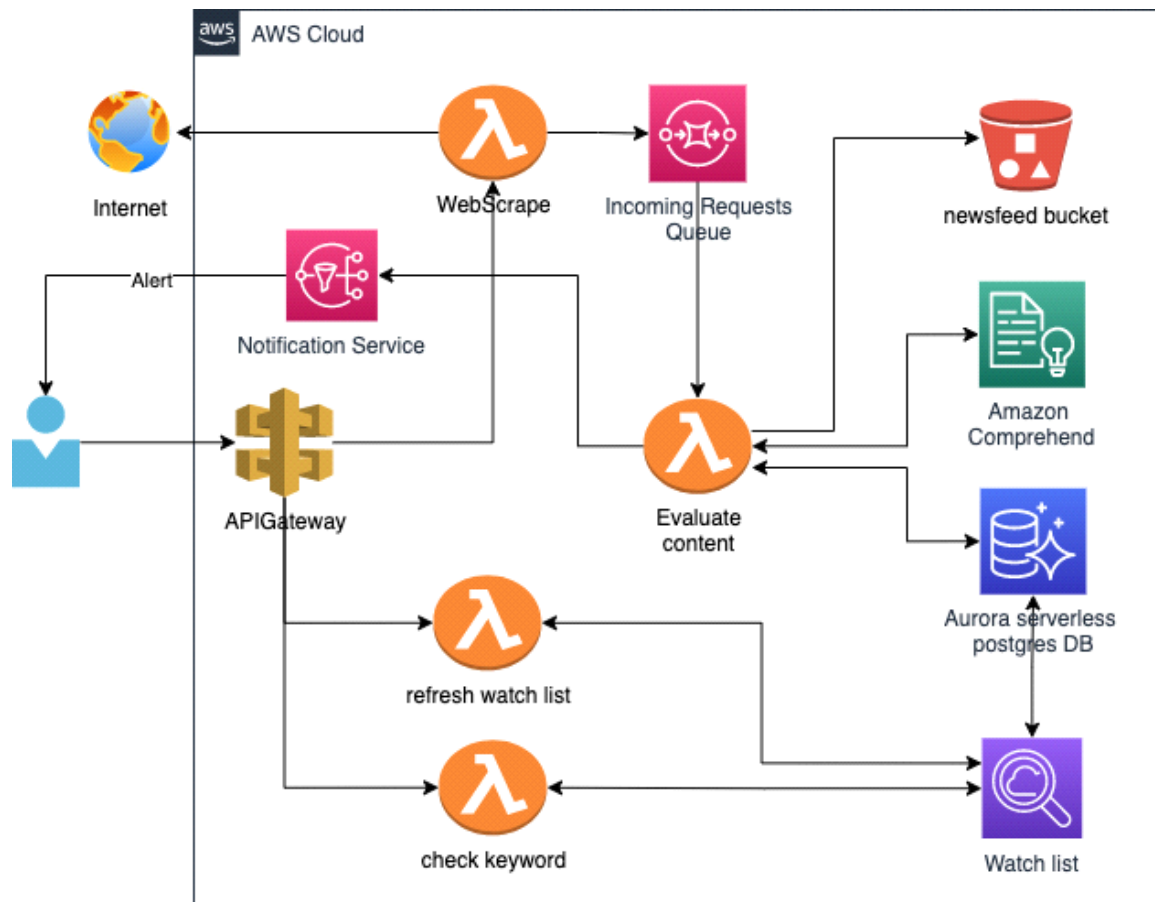 aws
AWS Cloud
Internet
WebScrape
Incoming Requests
Queue
newsfeed bucket
Alert
Notification Service
Amazon
Comprehend
APIGateway
Evaluate
content
Aurora serverless
postgres DB
refresh watch list
check keyword
Watch list